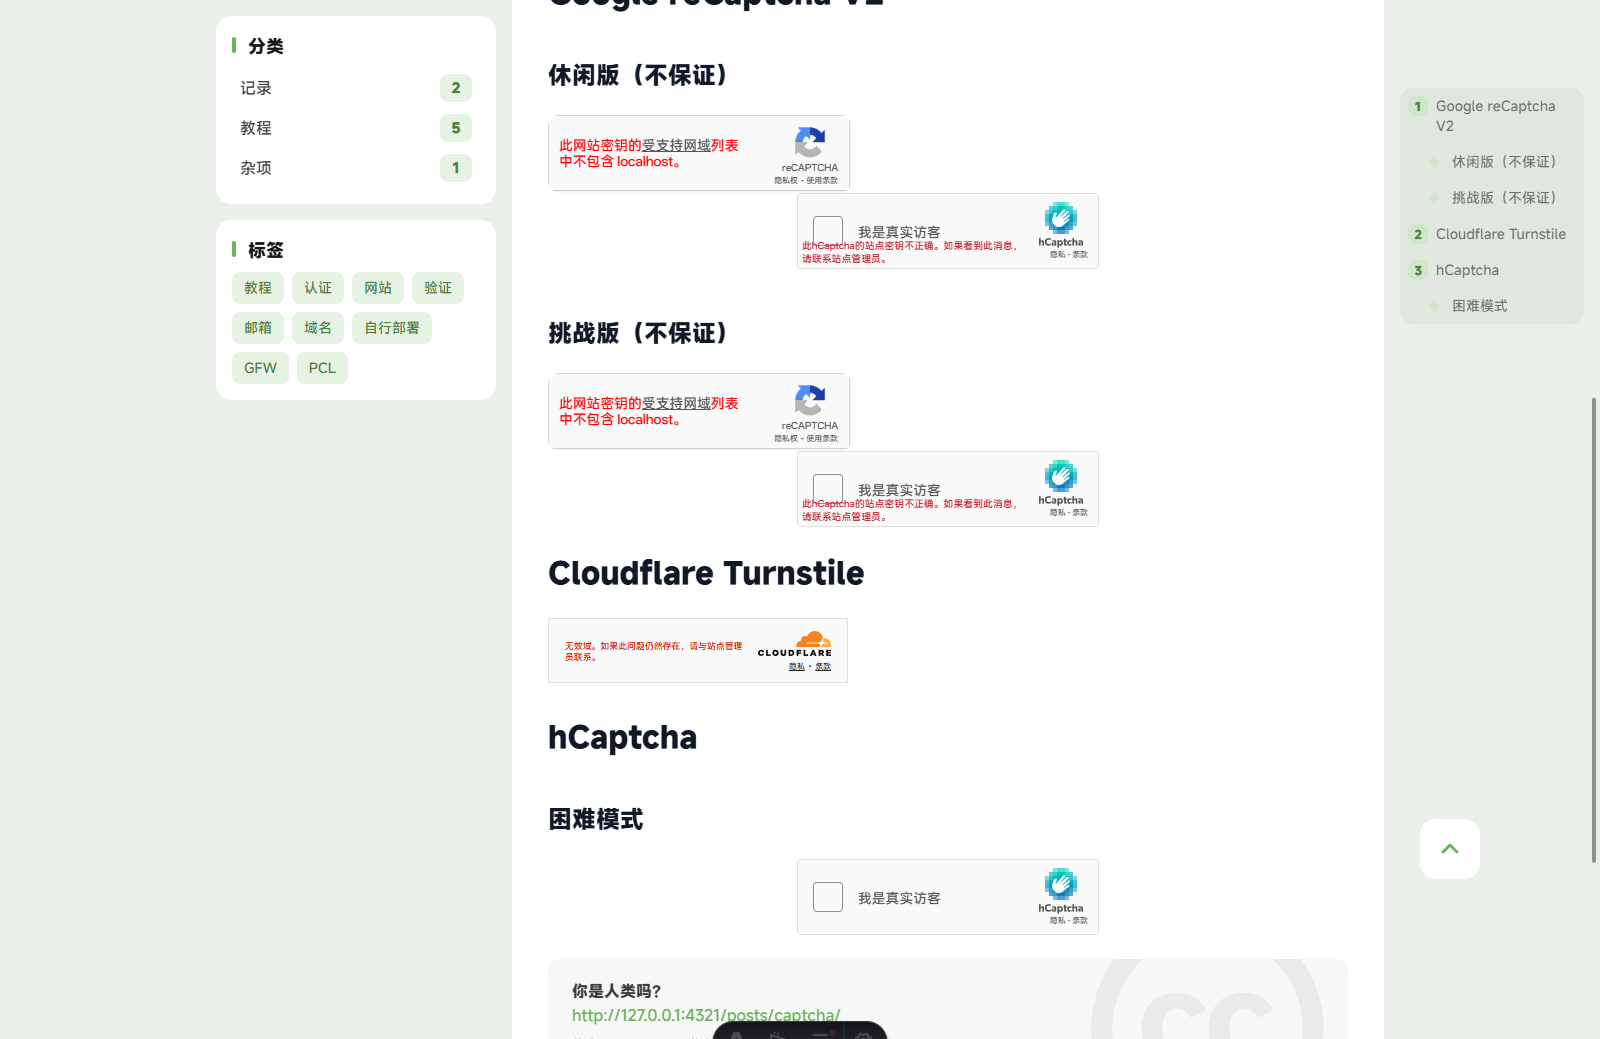 分类
记录
2
教程
5
杂项
1
标签
教程
认证
网站
验证
邮箱
域名
自行部署
GFW
PCL
Google reCaptcha V2
休闲版（不保证）
此网站密钥的受支持网域列表
中不包含 localhost。
reCAPTCHA
隐私权 - 使用条款
我是真实访客
此hCaptcha的站点密钥不正确。如果看到此消息，
请联系站点管理员。
hCaptcha
隐私 - 条款
挑战版（不保证）
此网站密钥的受支持网域列表
中不包含 localhost。
reCAPTCHA
隐私权 - 使用条款
我是真实访客
此hCaptcha的站点密钥不正确。如果看到此消息，
请联系站点管理员。
hCaptcha
隐私 - 条款
Cloudflare Turnstile
无效域。如果此问题仍然存在，请与站点管理
员联系。
CLOUDFLARE
隐私 • 条款
hCaptcha
困难模式
我是真实访客
hCaptcha
隐私 - 条款
你是人类吗?
http://127.0.0.1:4321/posts/captcha/
cc
1 Google reCaptcha
V2
休闲版（不保证）
挑战版（不保证）
2 Cloudflare Turnstile
3 hCaptcha
困难模式